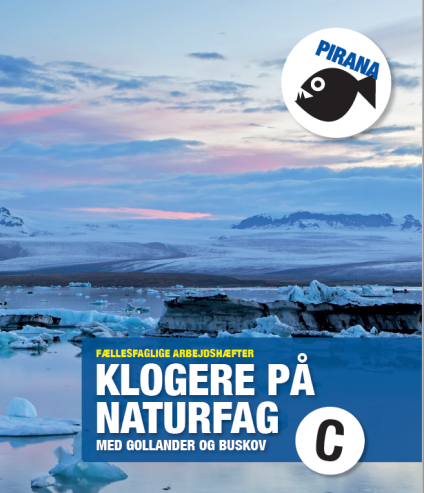 PIRANA
FÆLLESFAGLIGE ARBEJDSHÆFTER
KLOGERE PÅ
NATURFAG
MED GOLLANDER OG BUSKOV
C